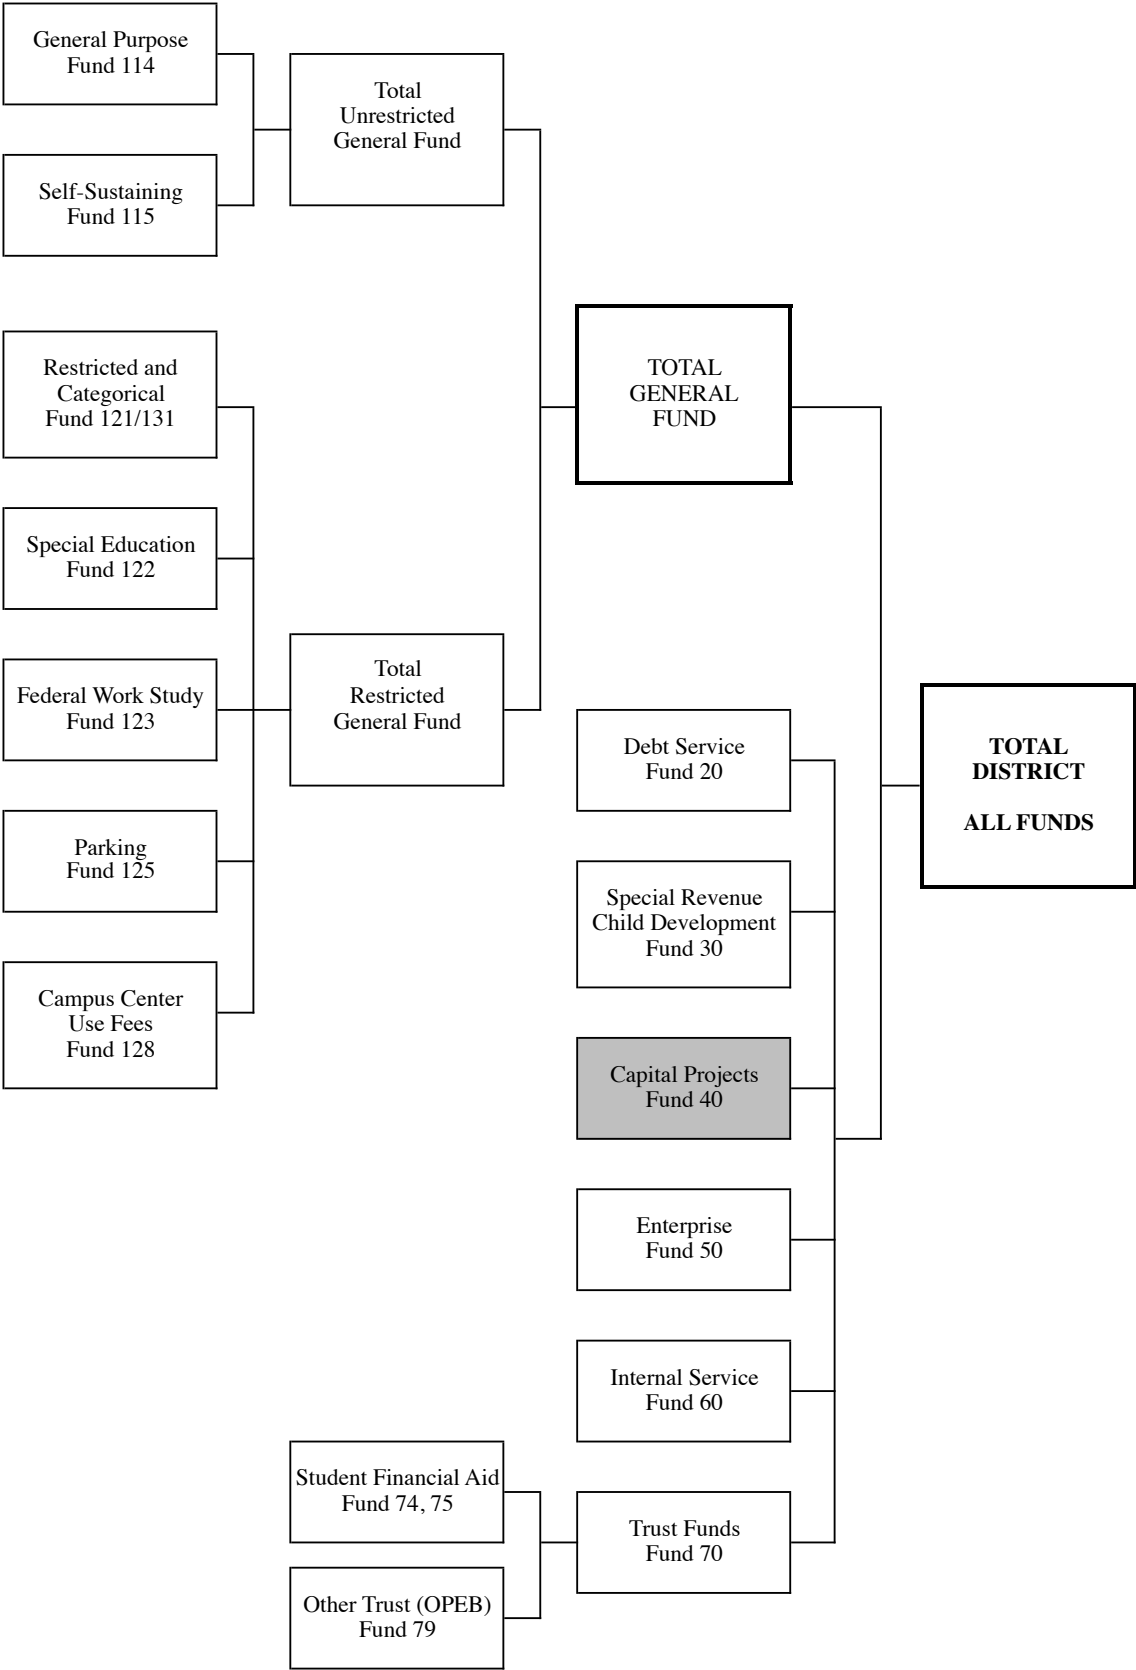 General Purpose
Fund 114
Total
Unrestricted
General Fund
Self-Sustaining
Fund 115
Restricted and
Categorical
Fund 121/131
TOTAL
GENERAL
FUND
Special Education
Fund 122
Federal Work Study
Fund 123
Total
Restricted
General Fund
Debt Service
Fund 20
TOTAL
DISTRICT
ALL FUNDS
Parking
Fund 125
Special Revenue
Child Development
Fund 30
Campus Center
Use Fees
Fund 128
Capital Projects
Fund 40
Enterprise
Fund 50
Internal Service
Fund 60
Student Financial Aid
Fund 74, 75
Trust Funds
Fund 70
Other Trust (OPEB)
Fund 79